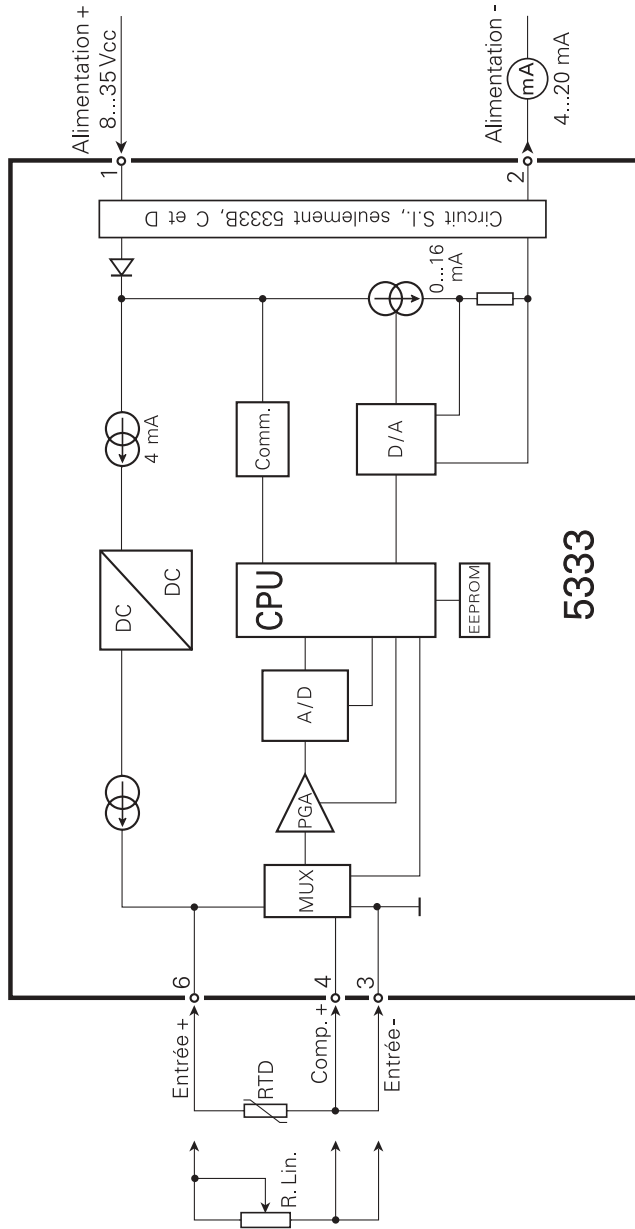 Alimentation +
8...35 Vcc
Alimentation -
mA
4...20 mA
1
2
Circuit S.I., seulement 5333B, C et D
0...16
mA
4 mA
Comm.
D/A
DC
DC
CPU
EEPROM
A/D
PGA
MUX
5333
6
4
3
Entrée +
Comp. +
Entrée-
RTD
R. Lin.